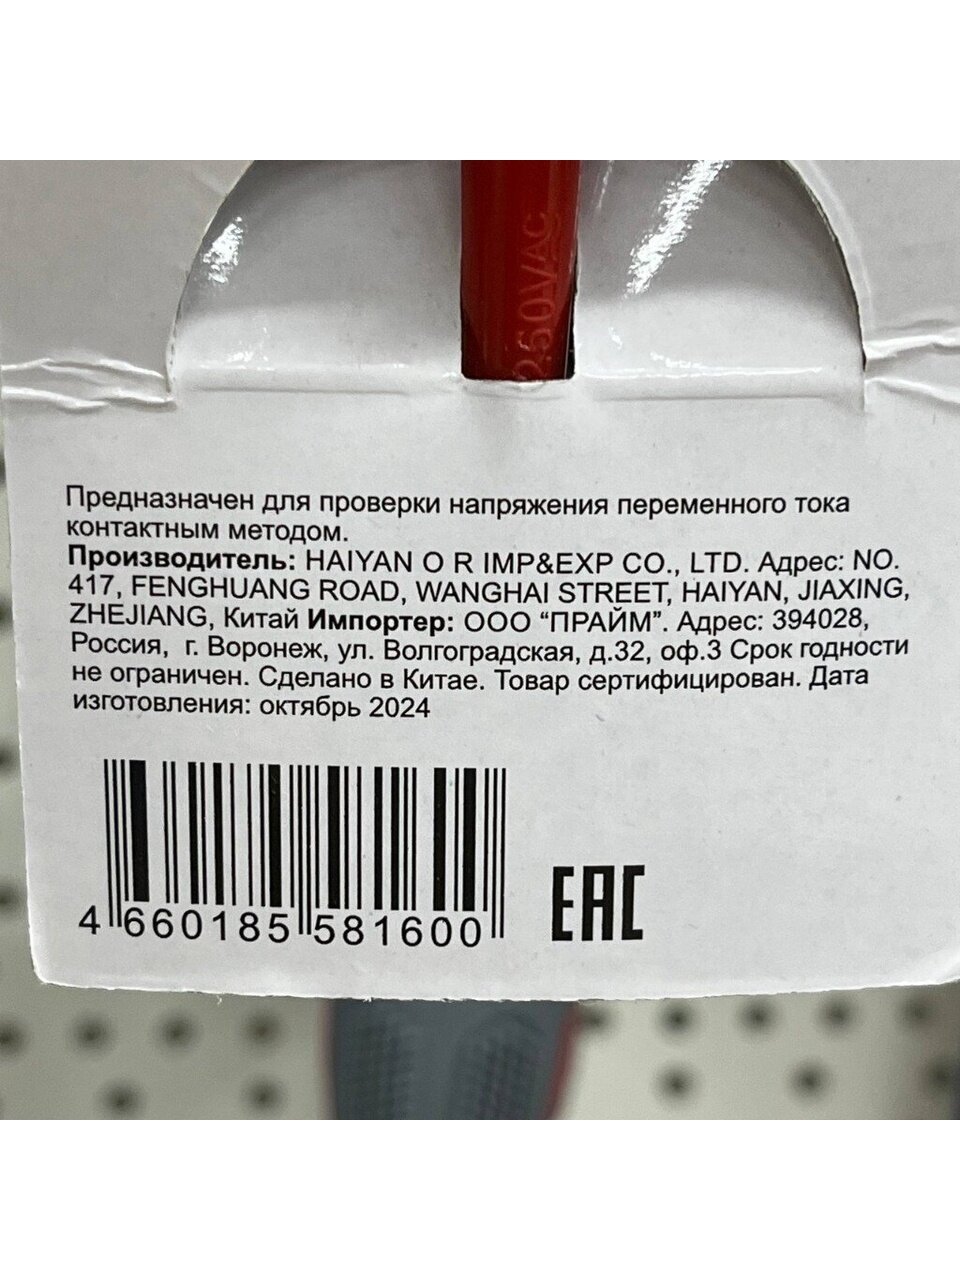 250VAC
Предназначен для проверки напряжения переменного тока
контактным методом.
Производитель: HAIYAN O R IMP&EXP CO., LTD. Адрес: NO.
417, FENGHUANG ROAD, WANGHAI STREET, HAIYAN, JIAXING,
ZHEJIANG, Китай Импортер: ООО “ПРАЙМ”. Адрес: 394028,
Россия, г. Воронеж, ул. Волгоградская, д.32, оф.3 Срок годности
не ограничен. Сделано в Китае. Товар сертифицирован. Дата
изготовления: октябрь 2024
4 660185 581600
EAC